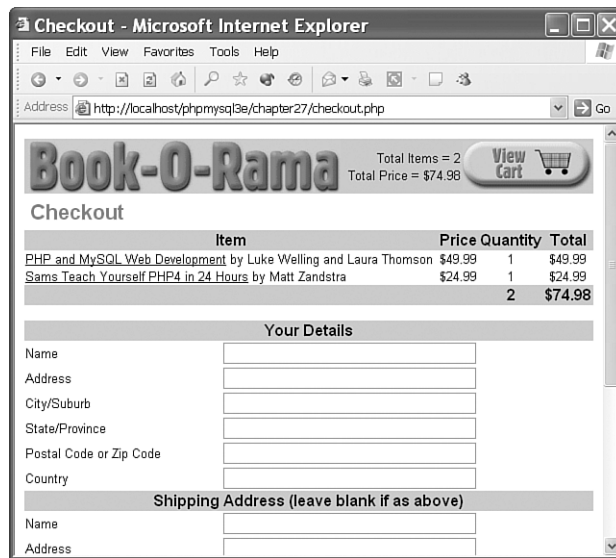 Checkout - Microsoft Internet Explorer
File Edit View Favorites Tools Help
Address http://localhost/phpmysql3e/chapter27/checkout.php Go
Book-O-Rama
Total Items = 2
Total Price = $74.98
View Cart
Checkout
Item Price Quantity Total
PHP and MySQL Web Development by Luke Welling and Laura Thomson $49.99 1 $49.99
Sams Teach Yourself PHP4 in 24 Hours by Matt Zandstra $24.99 1 $24.99
2 $74.98
Your Details
Name
Address
City/Suburb
State/Province
Postal Code or Zip Code
Country
Shipping Address (leave blank if as above)
Name
Address